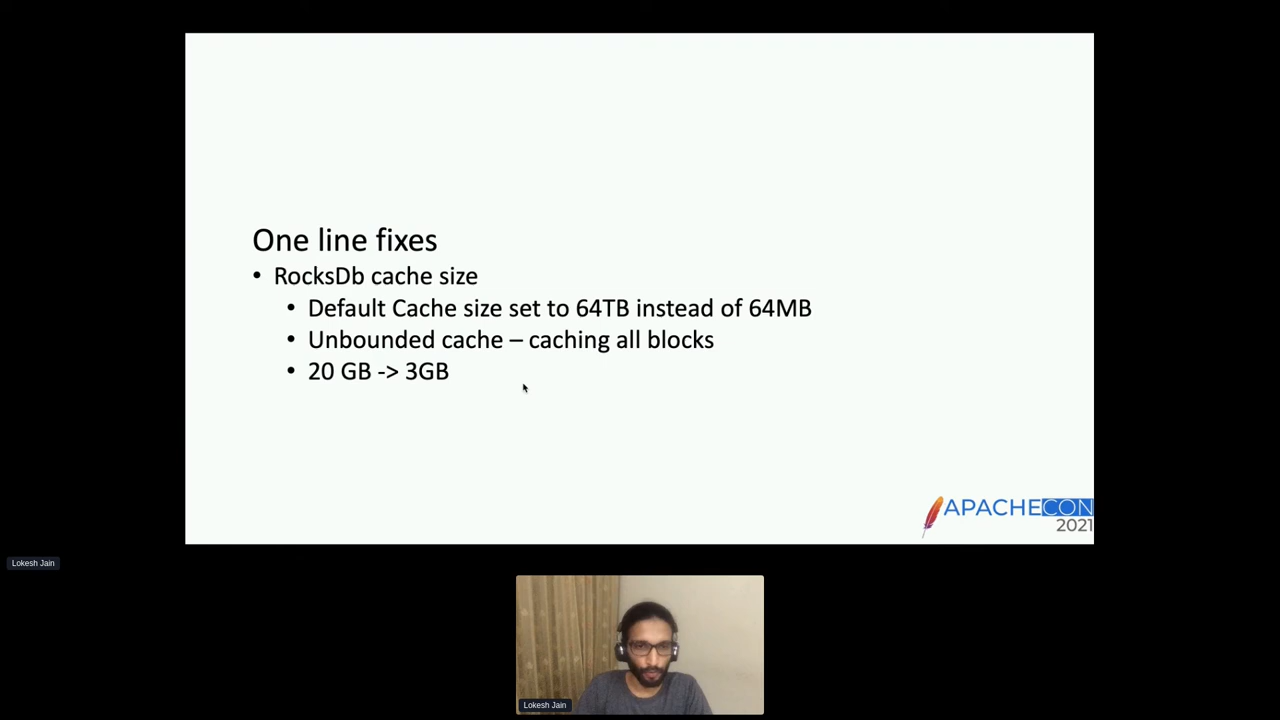 One line fixes
• RocksDb cache size
• Default Cache size set to 64TB instead of 64MB
• Unbounded cache – caching all blocks
• 20 GB -> 3GB
APACHECON
2021
Lokesh Jain
Lokesh Jain